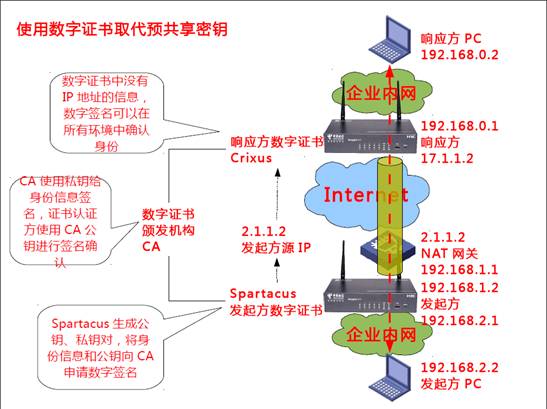 使用数字证书取代预共享密钥
响应方 PC
192.168.0.2
数字证书中没有
IP 地址的信息，
数字签名可以在
所有环境中确认
身份
企业内网
192.168.0.1
响应方
17.1.1.2
响应方数字证书
Crixus
CA 使用私钥给
身份信息签
名，证书认证
方使用 CA 公
钥进行签名确
认
数字证书
颁发机构
CA
Internet
2.1.1.2
发起方源 IP
2.1.1.2
NAT 网关
192.168.1.1
192.168.1.2
发起方
192.168.2.1
Spartacus
发起方数字证书
Spartacus 生成公
钥、私钥对，将身
份信息和公钥向 CA
申请数字签名
企业内网
192.168.2.2
发起方 PC